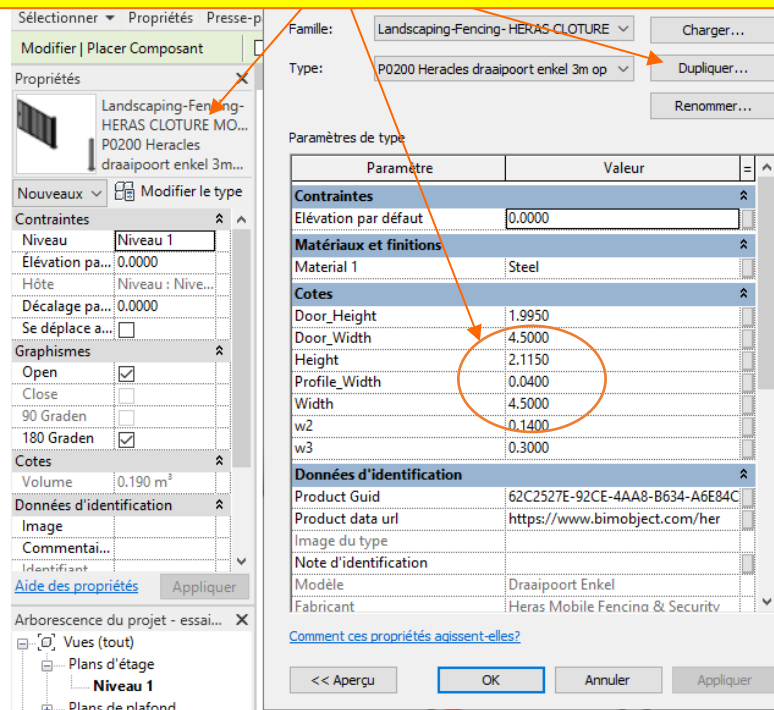 Sélectionner Propriétés Presse-p
Modifier | Placer Composant
Propriétés
Landscaping-Fencing-
HERAS CLOTURE MO...
P0200 Heracles
draaipoort enkel 3m...
Nouveaux
Modifier le type
Contraintes
Niveau Niveau 1
Élévation pa... 0.0000
Hôte Niveau : Nive...
Décalage pa... 0.0000
Se déplace a...
Graphismes
Open
Close
90 Graden
180 Graden
Cotes
Volume 0.190 m³
Données d'identification
Image
Commentai...
Identifiant
Aide des propriétés Appliquer
Arborescence du projet - essai...
Vues (tout)
Plans d'étage
Niveau 1
Plans de plafond
Famille: Landscaping-Fencing- HERAS CLOTURE Charger...
Type: P0200 Heracles draaipoort enkel 3m op Dupliquer...
Renommer...
Paramètres de type
Paramètre Valeur =
Contraintes
Elévation par défaut 0.0000
Matériaux et finitions
Material 1 Steel
Cotes
Door_Height 1.9950
Door_Width 4.5000
Height 2.1150
Profile_Width 0.0400
Width 4.5000
w2 0.1400
w3 0.3000
Données d'identification
Product Guid 62C2527E-92CE-4AA8-B634-A6E84C
Product data url https://www.bimobject.com/her
Image du type
Note d'identification
Modèle Draaipoort Enkel
Fabricant Heras Mobile Fencing & Security
Comment ces propriétés agissent-elles?
<< Aperçu OK Annuler Appliquer